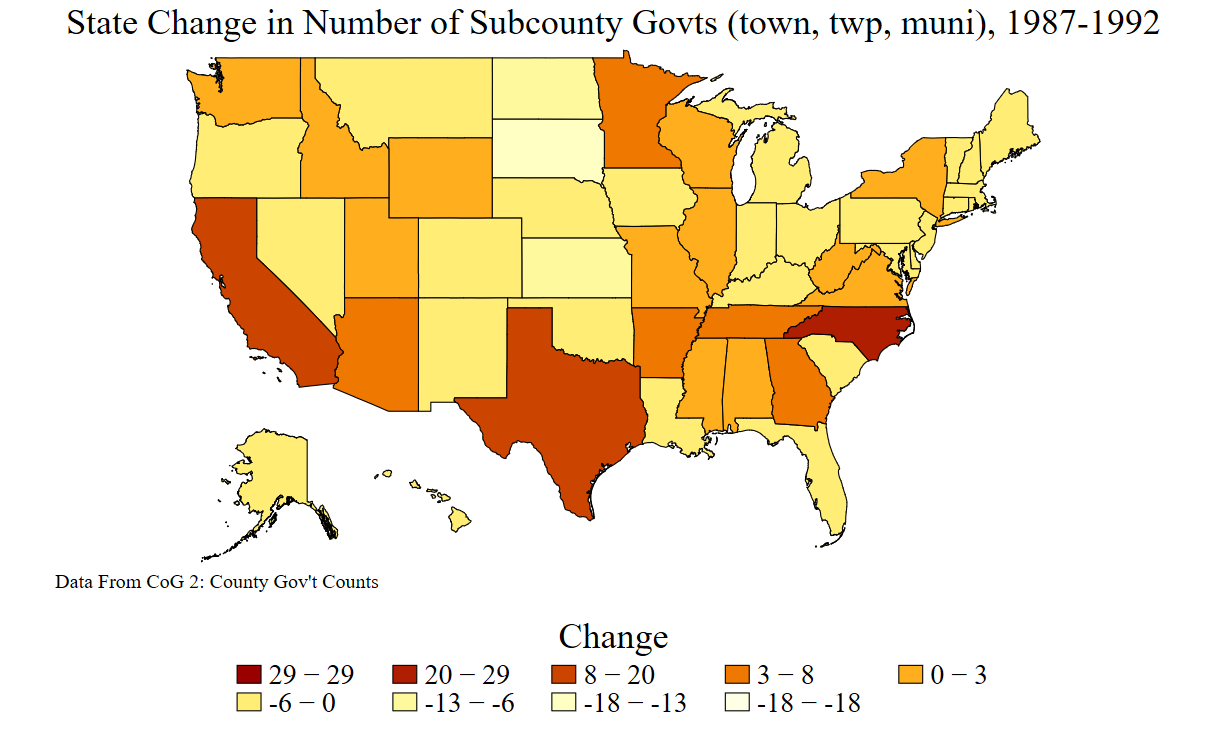 State Change in Number of Subcounty Govts (town, twp, muni), 1987-1992
Data From CoG 2: County Gov't Counts
Change
29 − 29 20 − 29 8 − 20 3 − 8 0 − 3
-6 − 0 -13 − -6 -18 − -13 -18 − -18